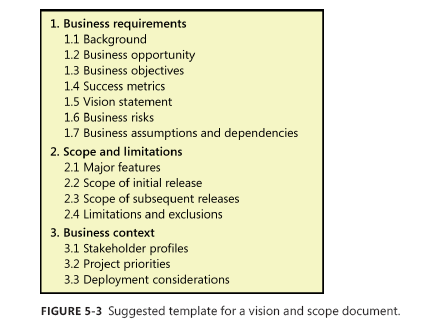 1. Business requirements
1.1 Background
1.2 Business opportunity
1.3 Business objectives
1.4 Success metrics
1.5 Vision statement
1.6 Business risks
1.7 Business assumptions and dependencies
2. Scope and limitations
2.1 Major features
2.2 Scope of initial release
2.3 Scope of subsequent releases
2.4 Limitations and exclusions
3. Business context
3.1 Stakeholder profiles
3.2 Project priorities
3.3 Deployment considerations
FIGURE 5-3 Suggested template for a vision and scope document.